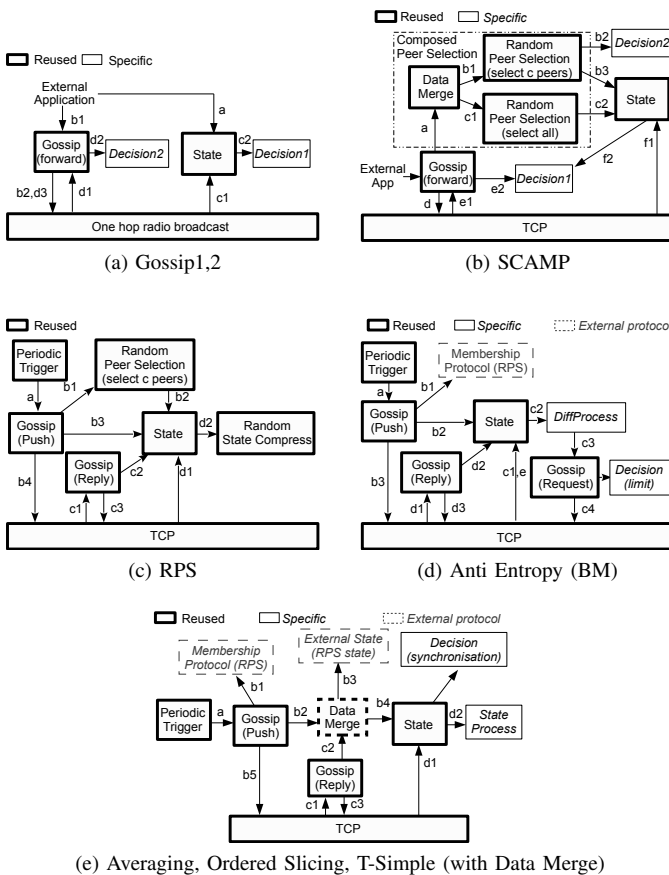 Reused Specific
External
Application
a
b1
Gossip
(forward)
d2
Decision2
State
c2
Decision1
b2,d3
d1
c1
One hop radio broadcast
(a) Gossip1,2
Reused Specific
Composed
Peer Selection
Random
Peer Selection
(select c peers)
b2
Decision2
b1
b3
Data
Merge
State
c1
Random
Peer Selection
(select all)
c2
a
f1
External
App
Gossip
(forward)
f2
Decision1
e2
d
e1
TCP
(b) SCAMP
Reused
Periodic
Trigger
Random
Peer Selection
(select c peers)
a
b1
b2
Gossip
(Push)
b3
State
d2
Random
State Compress
b4
Gossip
(Reply)
c2
d1
c1
c3
TCP
(c) RPS
Reused Specific External protocol
Periodic
Trigger
Membership
Protocol (RPS)
a
b1
Gossip
(Push)
b2
State
c2
DiffProcess
c3
b3
Gossip
(Reply)
d2
c1,e
Gossip
(Request)
Decision
(limit)
d1
d3
c4
TCP
(d) Anti Entropy (BM)
Reused Specific External protocol
Membership
Protocol (RPS)
External State
(RPS state)
Decision
(synchronisation)
b1
b3
Periodic
Trigger
a
Gossip
(Push)
b2
Data
Merge
b4
State
d2
State
Process
c2
b5
Gossip
(Reply)
d1
c1
c3
TCP
(e) Averaging, Ordered Slicing, T-Simple (with Data Merge)